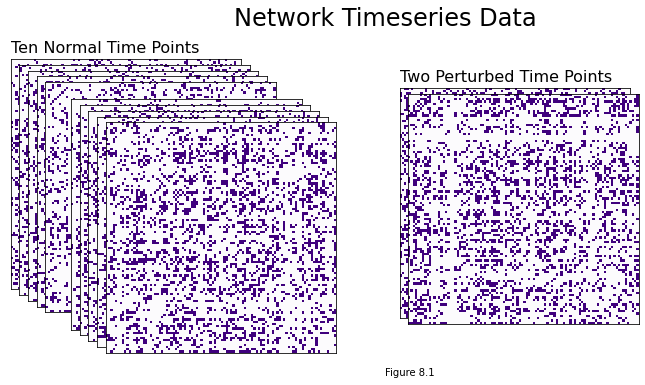 Network Timeseries Data
Ten Normal Time Points
Two Perturbed Time Points
Figure 8.1